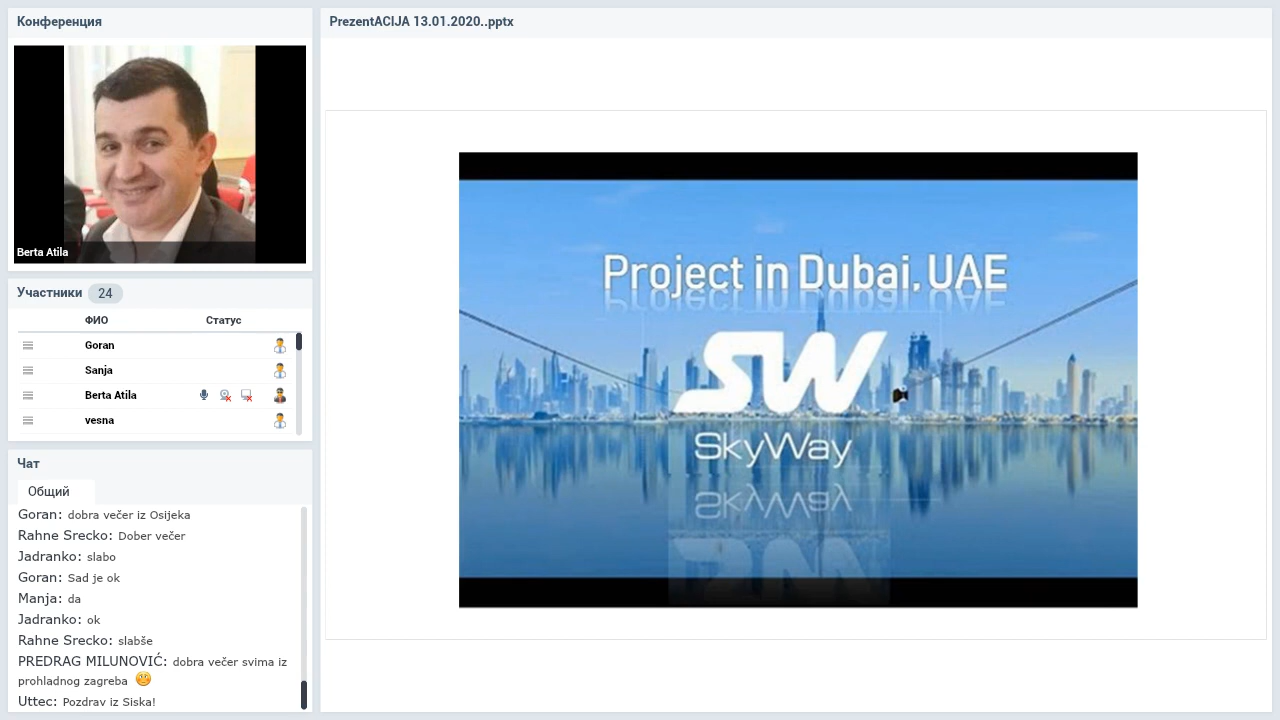 Конференция
Berta Atila
Участники 24
ФИО Статус
Goran
Sanja
Berta Atila
vesna
Чат
Общий
Goran: dobra večer iz Osijeka
Rahne Srecko: Dober večer
Jadranko: slabo
Goran: Sad je ok
Manja: da
Jadranko: ok
Rahne Srecko: slabše
PREDRAG MILUNOVIĆ: dobra večer svima iz
prohladnog zagreba
Uttec: Pozdrav iz Siska!
PrezentACIJA 13.01.2020..pptx
Project in Dubai, UAE
SW
SkyWay